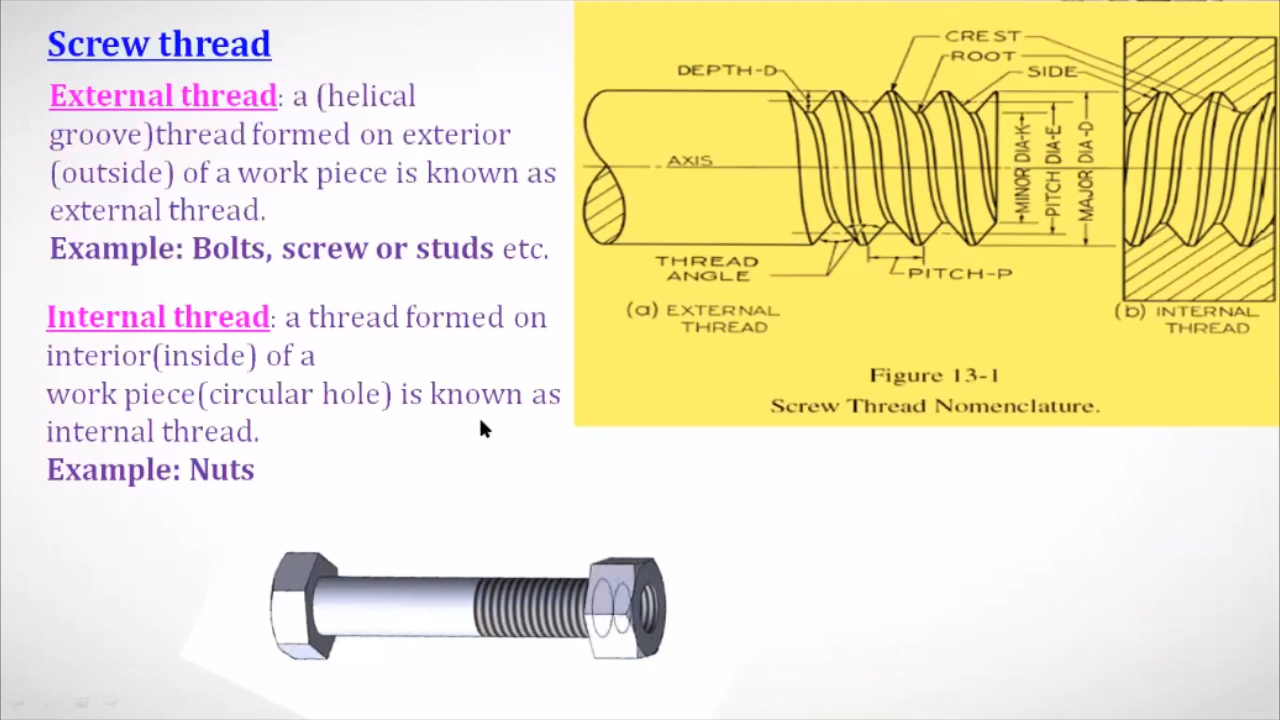 Screw thread
External thread: a (helical
groove)thread formed on exterior
(outside) of a work piece is known as
external thread.
Example: Bolts, screw or studs etc.
Internal thread: a thread formed on
interior(inside) of a
work piece(circular hole) is known as
internal thread.
Example: Nuts
CREST
ROOT
DEPTH-D
SIDE
AXIS
MINOR DIA-K
PITCH DIA-E
MAJOR DIA-D
THREAD
ANGLE
PITCH-P
(a) EXTERNAL
THREAD
(b) INTERNAL
THREAD
Figure 13-1
Screw Thread Nomenclature.